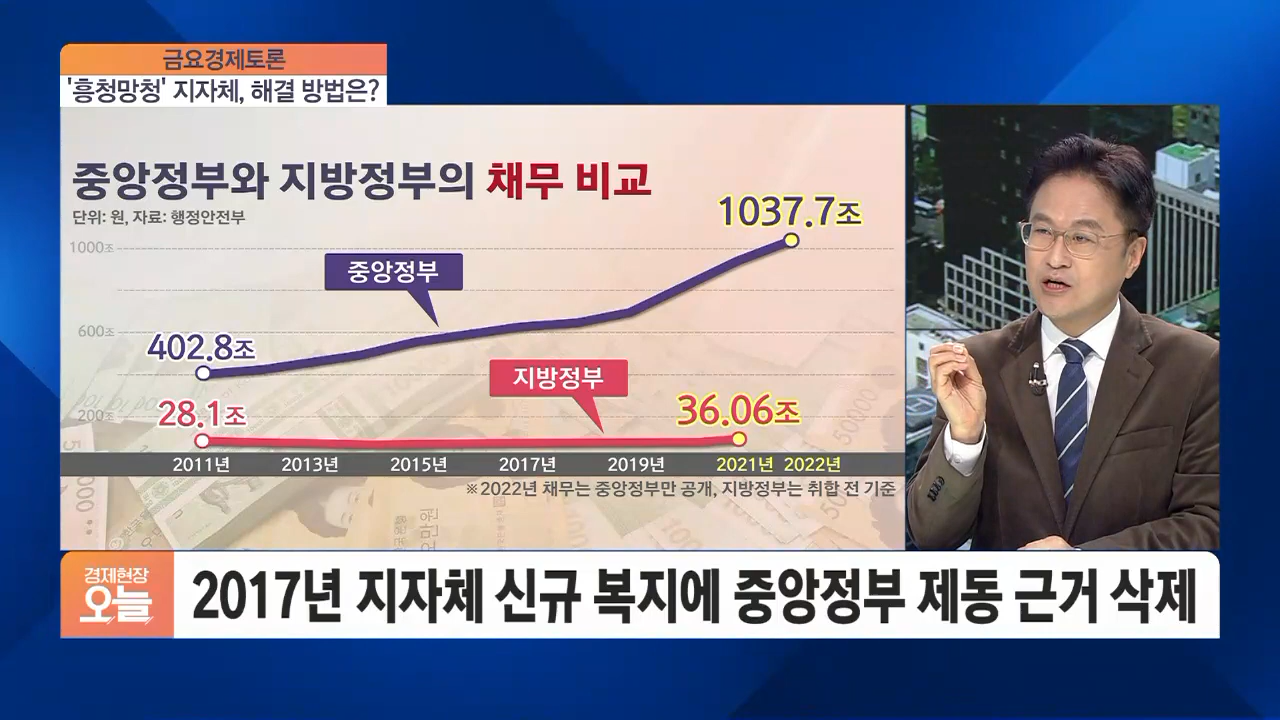 금요경제토론
'흥청망청' 지자체, 해결 방법은?
중앙정부와 지방정부의 채무 비교
단위: 원, 자료: 행정안전부
1037.7조
1000조
중앙정부
600조
402.8조
지방정부
200조
28.1조
36.06조
2011년 2013년 2015년 2017년 2019년 2021년 2022년
※2022년 채무는 중앙정부만 공개, 지방정부는 취합 전 기준
경제현장
오늘
2017년 지자체 신규 복지에 중앙정부 제동 근거 삭제